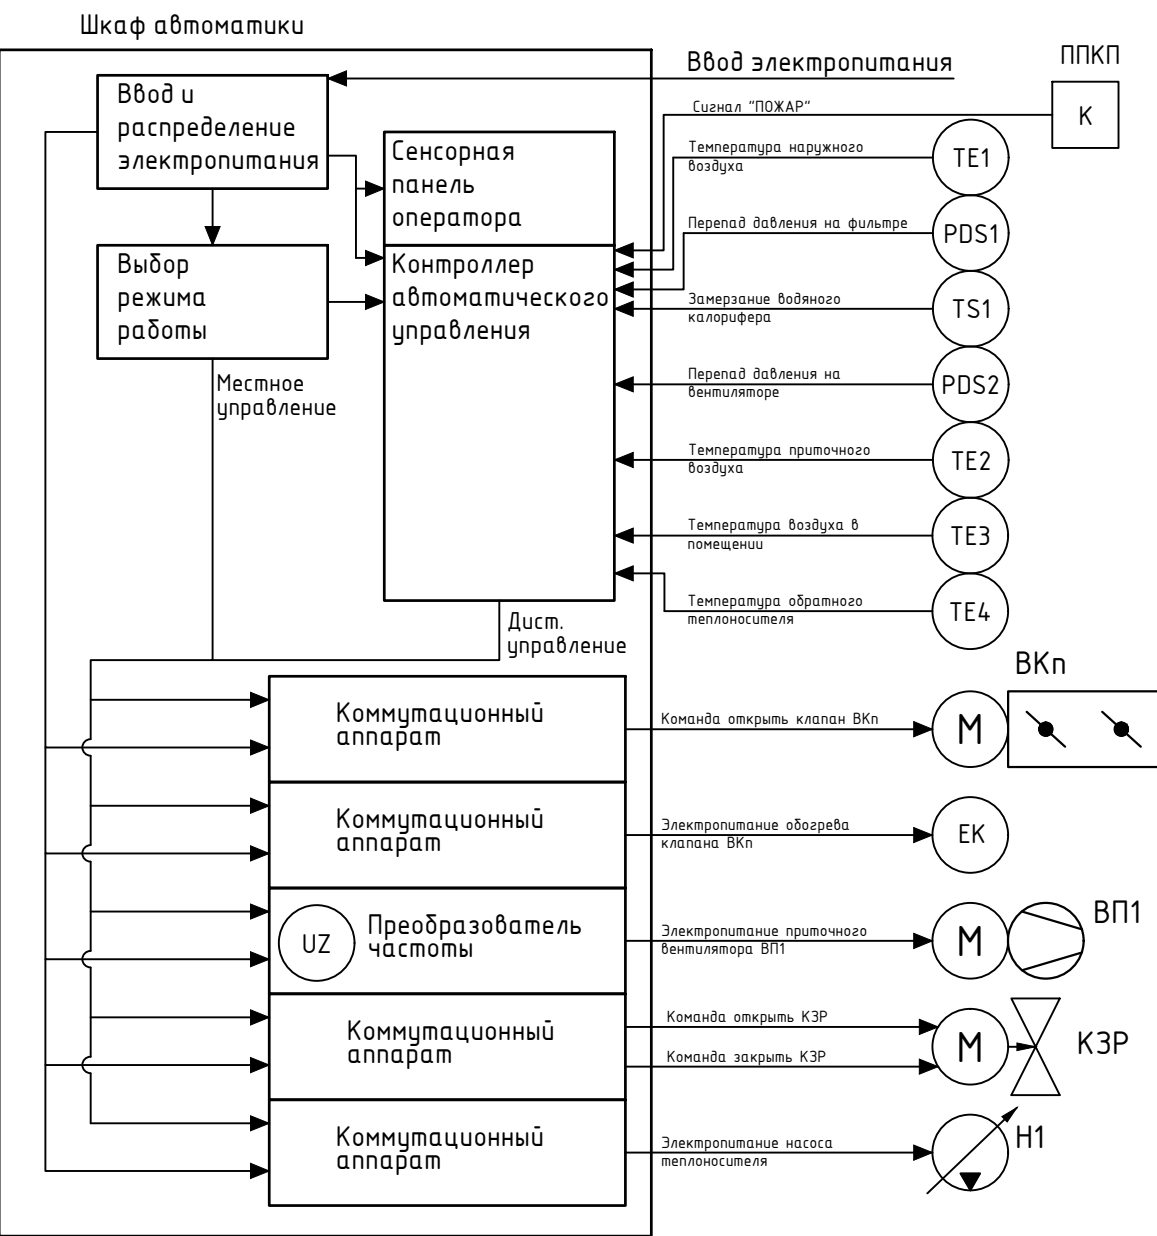 Шкаф автоматики
Ввод электропитания
ППКП
Ввод и
распределение
электропитания
Сигнал "ПОЖАР"
К
Сенсорная
панель
оператора
Температура наружного
воздуха
TE1
Перепад давления на фильтре
PDS1
Выбор
режима
работы
Контроллер
автоматического
управления
Замерзание водяного
калорифера
TS1
Местное
управление
Перепад давления на
вентиляторе
PDS2
Температура приточного
воздуха
TE2
Температура воздуха в
помещении
TE3
Температура обратного
теплоносителя
TE4
Дист.
управление
ВКп
Коммутационный
аппарат
Команда открыть клапан ВКп
М
Коммутационный
аппарат
Электропитание обогрева
клапана ВКп
ЕК
UZ
Преобразователь
частоты
Электропитание приточного
вентилятора ВП1
М
ВП1
Коммутационный
аппарат
Команда открыть КЗР
Команда закрыть КЗР
М
КЗР
Коммутационный
аппарат
Электропитание насоса
теплоносителя
Н1